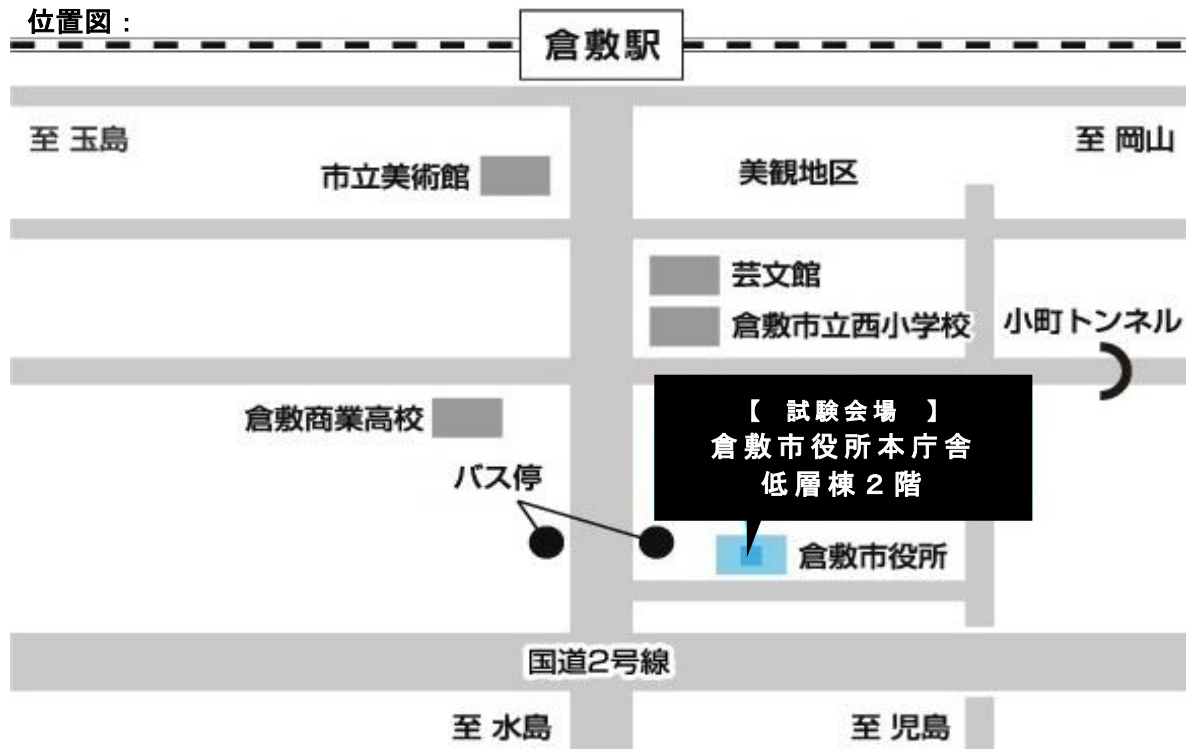 位置図：
倉敷駅
至 玉島
至 岡山
市立美術館
美観地区
芸文館
倉敷市立西小学校
小町トンネル
倉敷商業高校
【 試験会場 】
倉敷市役所本庁舎
低層棟２階
バス停
倉敷市役所
国道2号線
至 水島
至 児島